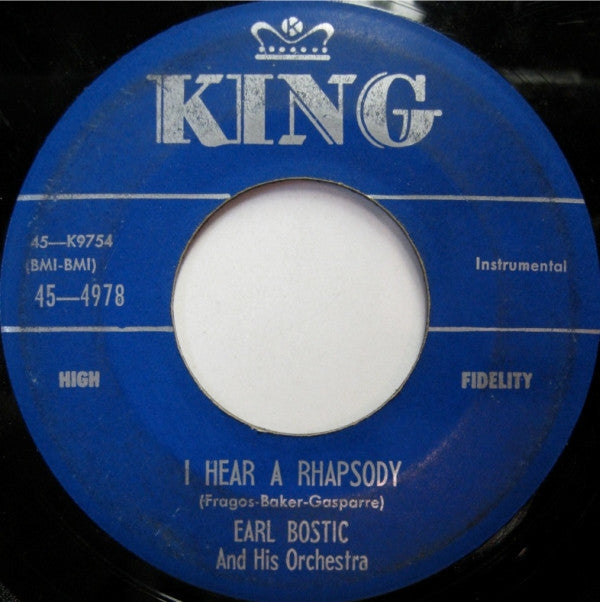 K
KING
45—K9754
(BMI-BMI)
45—4978
Instrumental
HIGH FIDELITY
I HEAR A RHAPSODY
(Fragos-Baker-Gasparre)
EARL BOSTIC
And His Orchestra